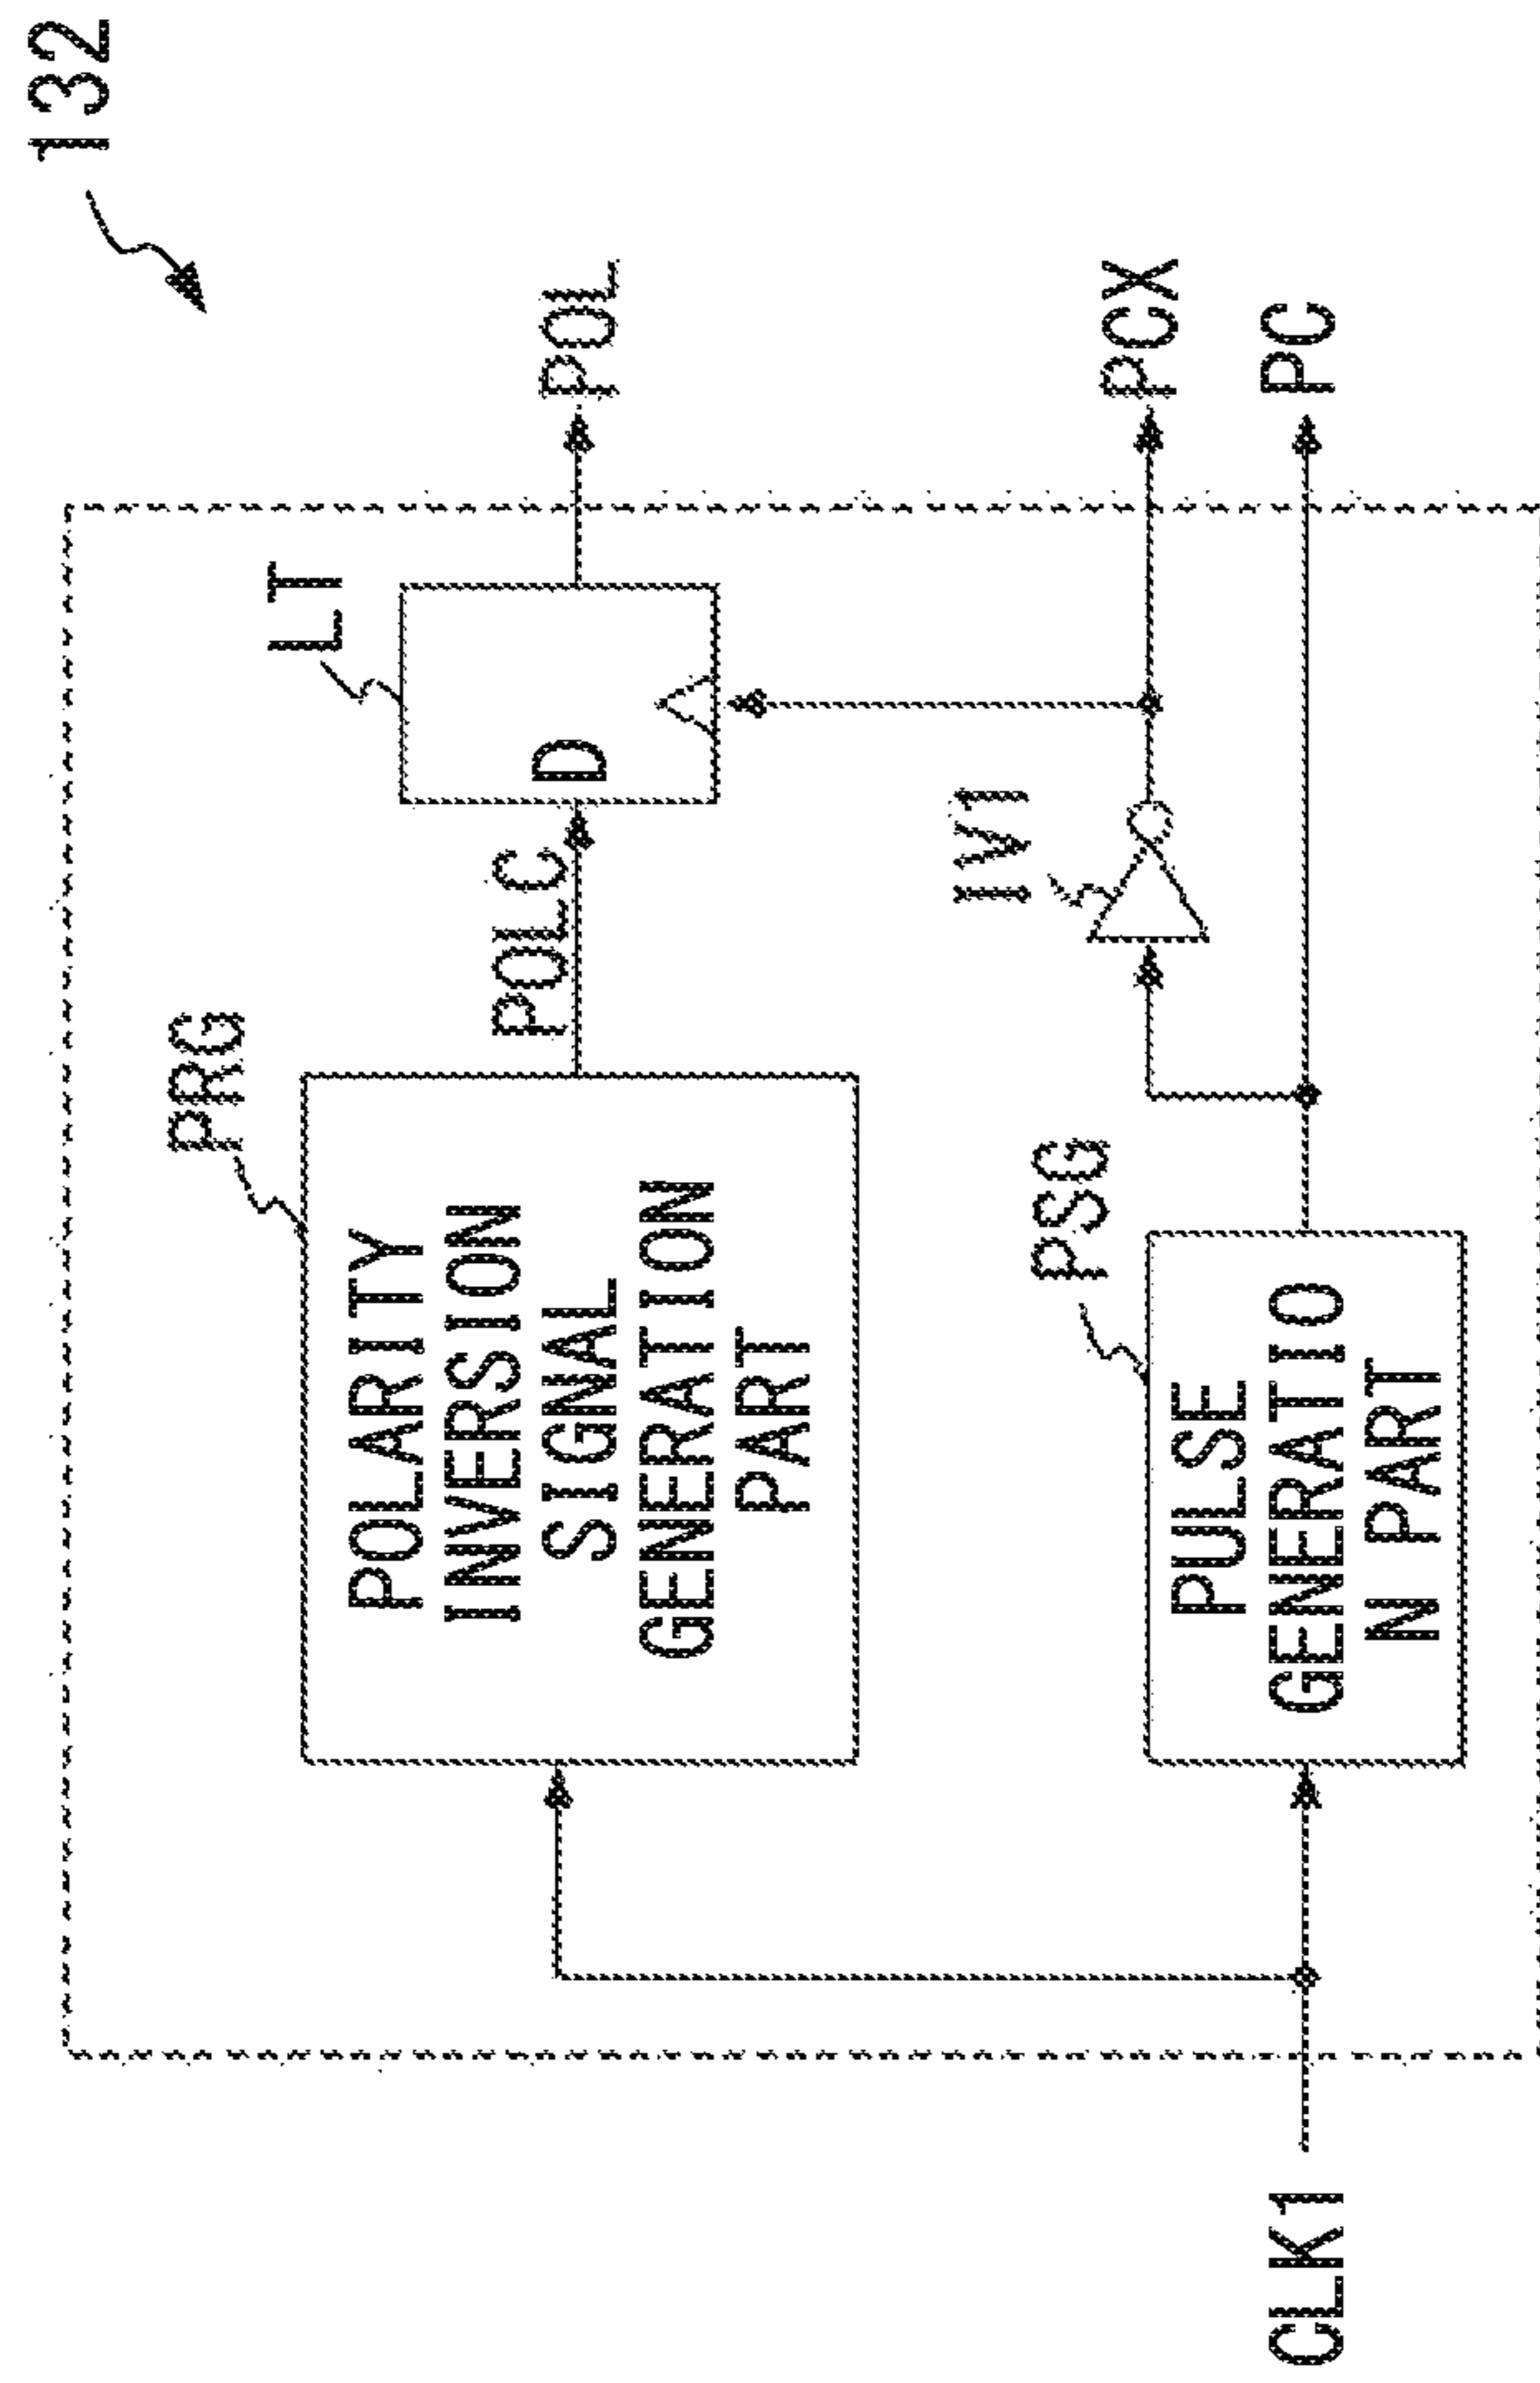 132
PRG
LT
POLARITY
INVERSION
SIGNAL
GENERATION
PART
POLC
D
POL
PSG
IV1
PULSE
GENERATIO
N PART
PCX
PC
CLK1